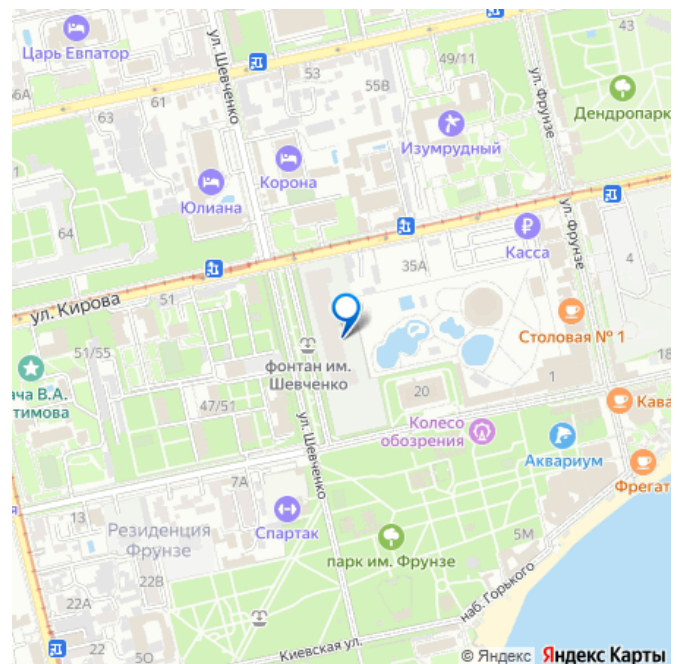 Царь Евпатор
ул. Шевченко
53
49/11
43
ул. Фрунзе
55В
61
63
Дендропарк
Изумрудный
Корона
Юлиана
64
ул. Фрунзе
Касса
4
35А
ул. Кирова
51
Столовая № 1
фонтан им.
Шевченко
51/55
18
ача В.А.
тимова
1
20
47/51
Кава
ул. Шевченко
Колесо
обозрения
Аквариум
Фрегат
7А
13
Спартак
Резиденция
Фрунзе
5М
парк им. Фрунзе
22В
22А
наб. Горького
50
Киевская ул.
© Яндекс Яндекс Карты